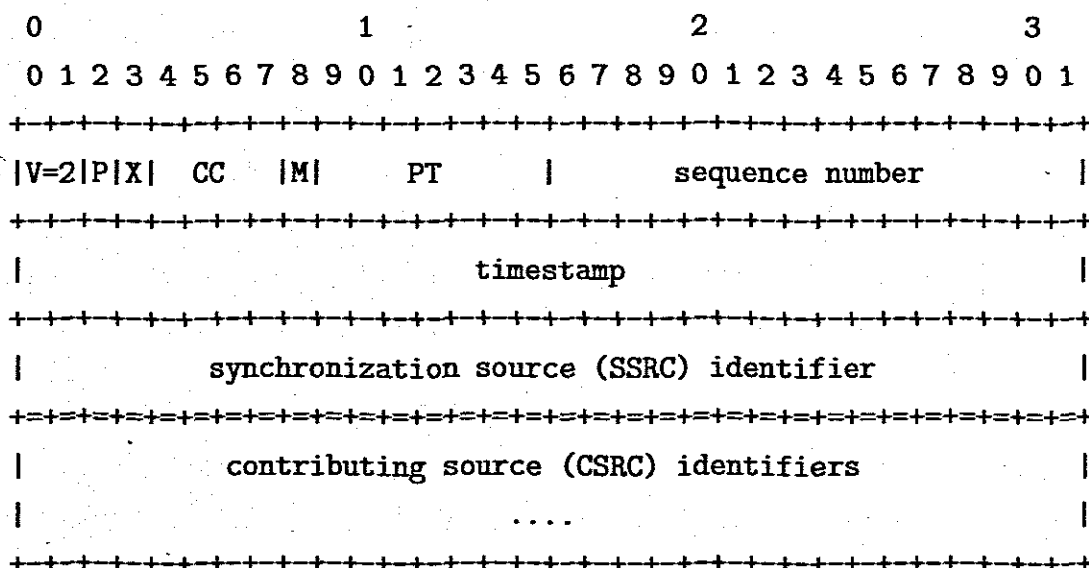 0 1 2 3
0 1 2 3 4 5 6 7 8 9 0 1 2 3 4 5 6 7 8 9 0 1 2 3 4 5 6 7 8 9 0 1
+-+-+-+-+-+-+-+-+-+-+-+-+-+-+-+-+-+-+-+-+-+-+-+-+-+-+-+-+-+-+-+-+
|V=2|P|X| CC |M| PT | sequence number |
+-+-+-+-+-+-+-+-+-+-+-+-+-+-+-+-+-+-+-+-+-+-+-+-+-+-+-+-+-+-+-+-+
| timestamp |
+-+-+-+-+-+-+-+-+-+-+-+-+-+-+-+-+-+-+-+-+-+-+-+-+-+-+-+-+-+-+-+-+
| synchronization source (SSRC) identifier |
+=+=+=+=+=+=+=+=+=+=+=+=+=+=+=+=+=+=+=+=+=+=+=+=+=+=+=+=+=+=+=+=+
| contributing source (CSRC) identifiers |
| .... |
+-+-+-+-+-+-+-+-+-+-+-+-+-+-+-+-+-+-+-+-+-+-+-+-+-+-+-+-+-+-+-+-+